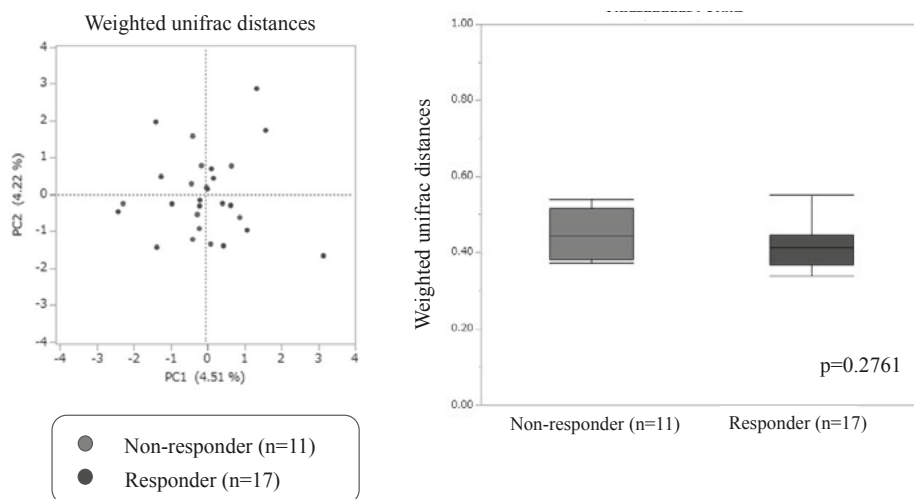 Weighted unifrac distances
4
3
2
1
0
-1
-2
-3
-4
PC2 (4.22 %)
-4
-3
-2
-1
0
1
2
3
4
PC1 (4.51 %)
Non-responder (n=11)
Responder (n=17)
1.00
0.80
0.60
0.40
0.20
0.00
Weighted unifrac distances
p=0.2761
Non-responder (n=11)
Responder (n=17)